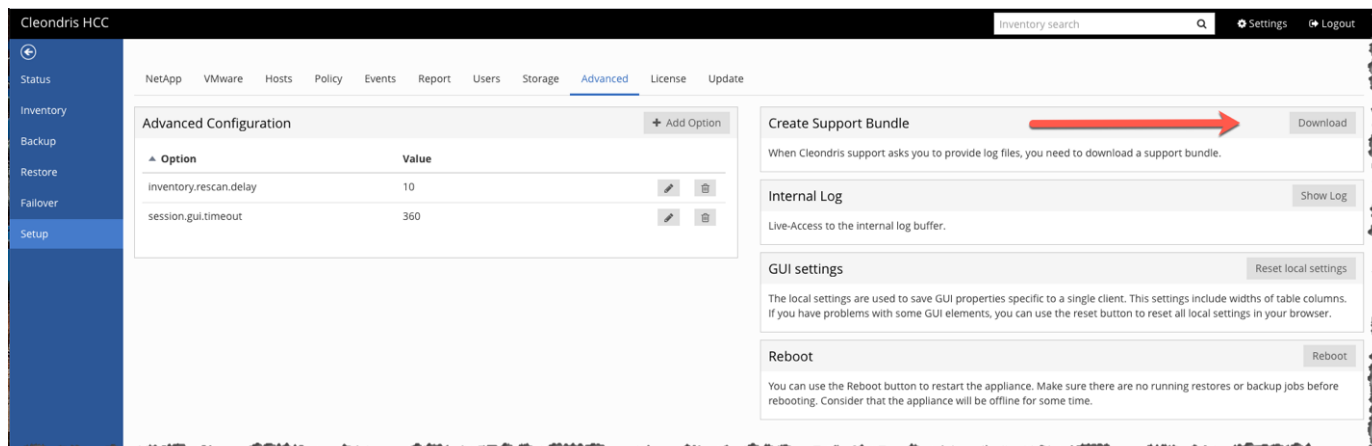 Cleondris HCC
Inventory search
Settings
Logout
Status
Inventory
Backup
Restore
Failover
Setup
NetApp VMware Hosts Policy Events Report Users Storage Advanced License Update
Advanced Configuration
+ Add Option
Option Value
inventory.rescan.delay 10
session.gui.timeout 360
Create Support Bundle
Download
When Cleondris support asks you to provide log files, you need to download a support bundle.
Internal Log
Show Log
Live-Access to the internal log buffer.
GUI settings
Reset local settings
The local settings are used to save GUI properties specific to a single client. This settings include widths of table columns.
If you have problems with some GUI elements, you can use the reset button to reset all local settings in your browser.
Reboot
Reboot
You can use the Reboot button to restart the appliance. Make sure there are no running restores or backup jobs before
rebooting. Consider that the appliance will be offline for some time.